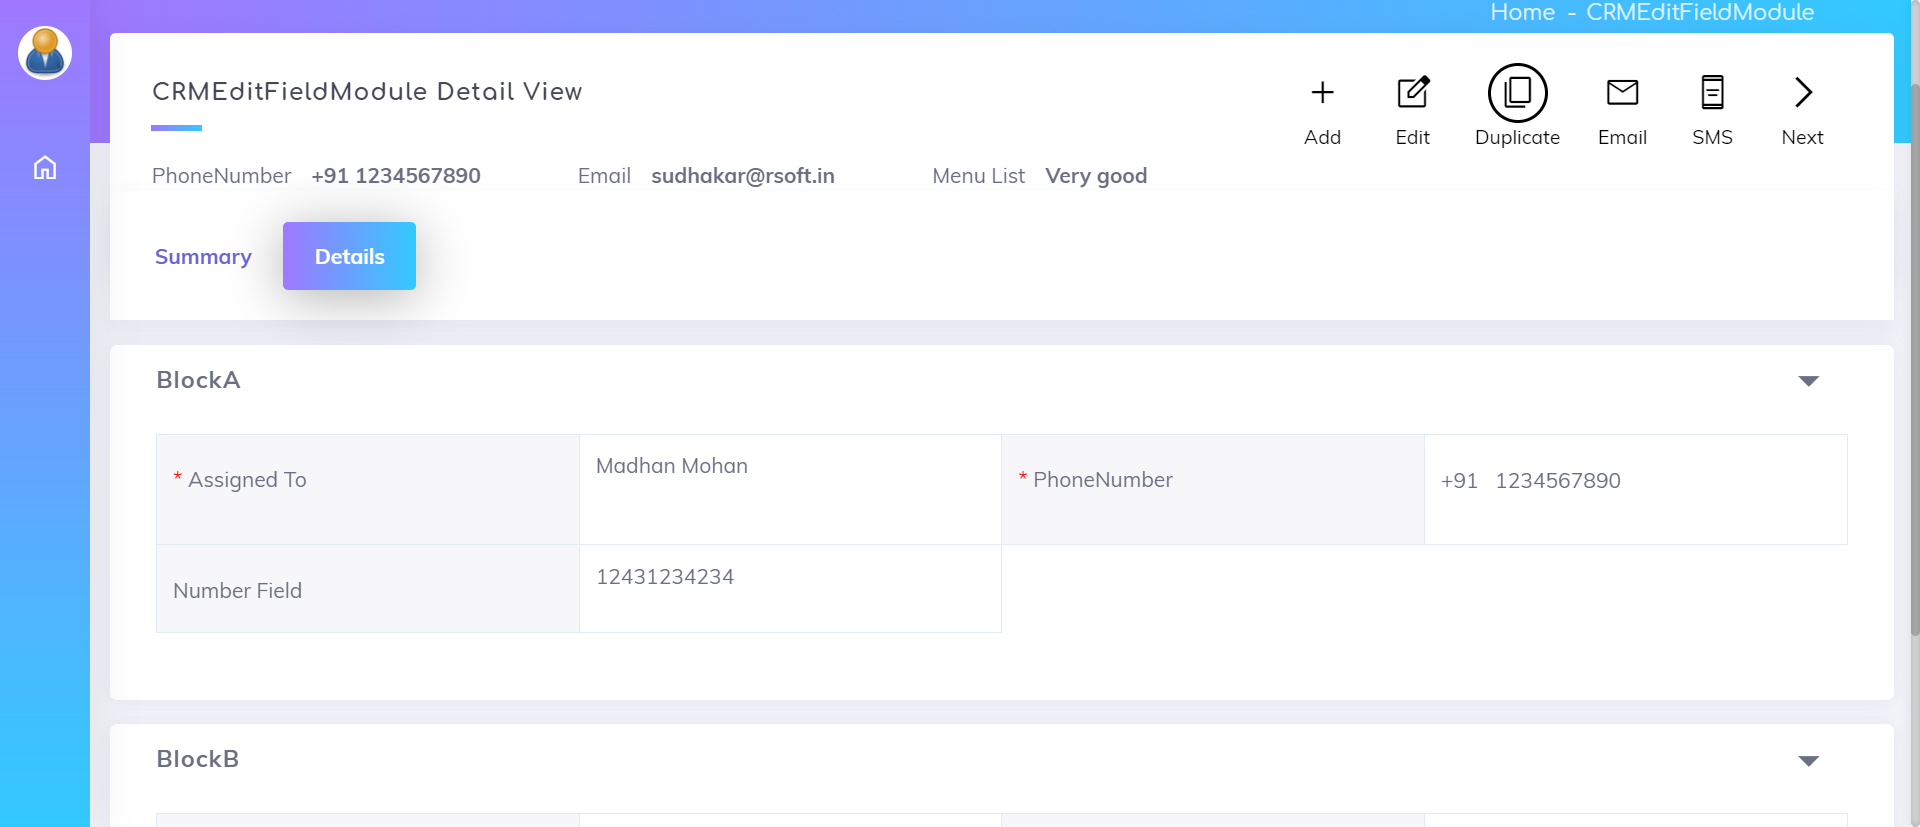 Home - CRMEditFieldModule
CRMEditFieldModule Detail View
Add Edit Duplicate Email SMS Next
PhoneNumber +91 1234567890 Email sudhakar@rsoft.in Menu List Very good
Summary Details
BlockA
* Assigned To Madhan Mohan * PhoneNumber +91 1234567890
Number Field 12431234234
BlockB